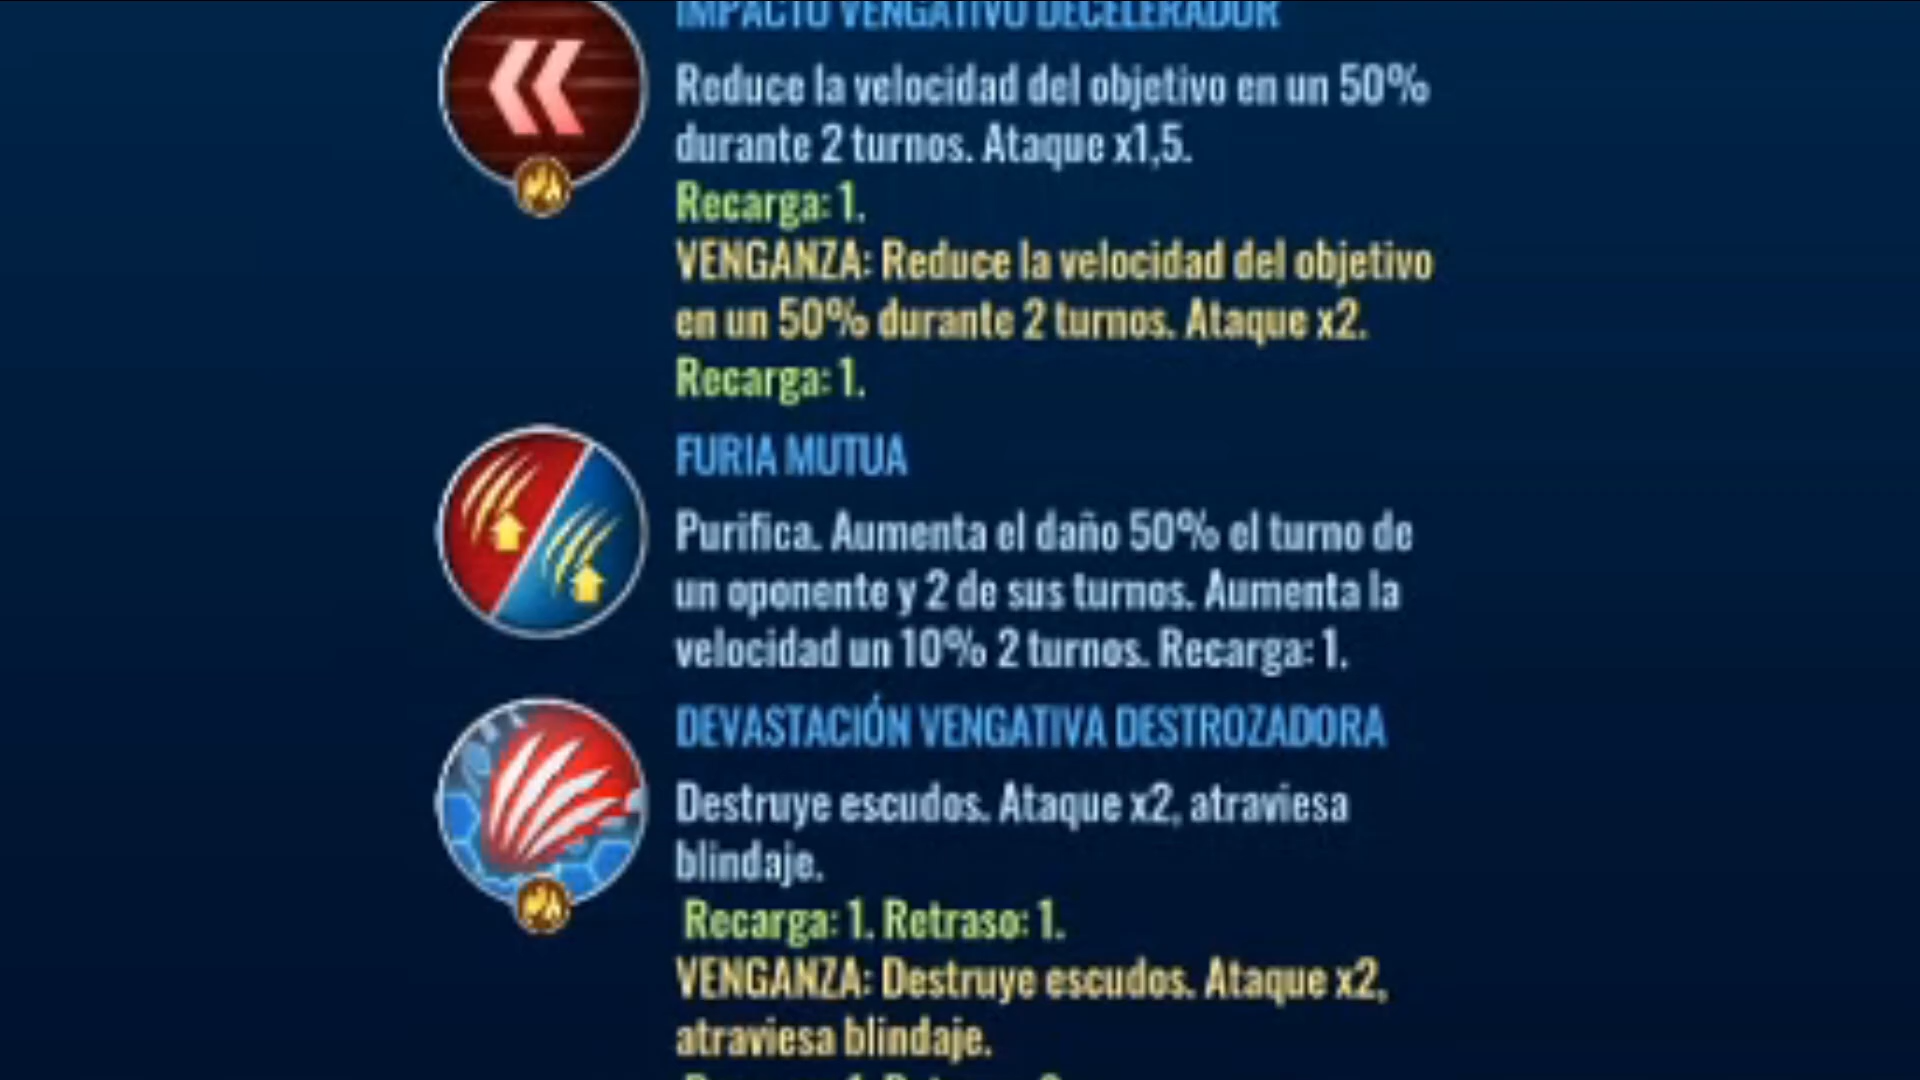 IMPACTO VENGATIVO DECELERADOR
Reduce la velocidad del objetivo en un 50%
durante 2 turnos. Ataque x1,5.
Recarga: 1.
VENGANZA: Reduce la velocidad del objetivo
en un 50% durante 2 turnos. Ataque x2.
Recarga: 1.
FURIA MUTUA
Purifica. Aumenta el daño 50% el turno de
un oponente y 2 de sus turnos. Aumenta la
velocidad un 10% 2 turnos. Recarga: 1.
DEVASTACIÓN VENGATIVA DESTROZADORA
Destruye escudos. Ataque x2, atraviesa
blindaje.
Recarga: 1. Retraso: 1.
VENGANZA: Destruye escudos. Ataque x2,
atraviesa blindaje.